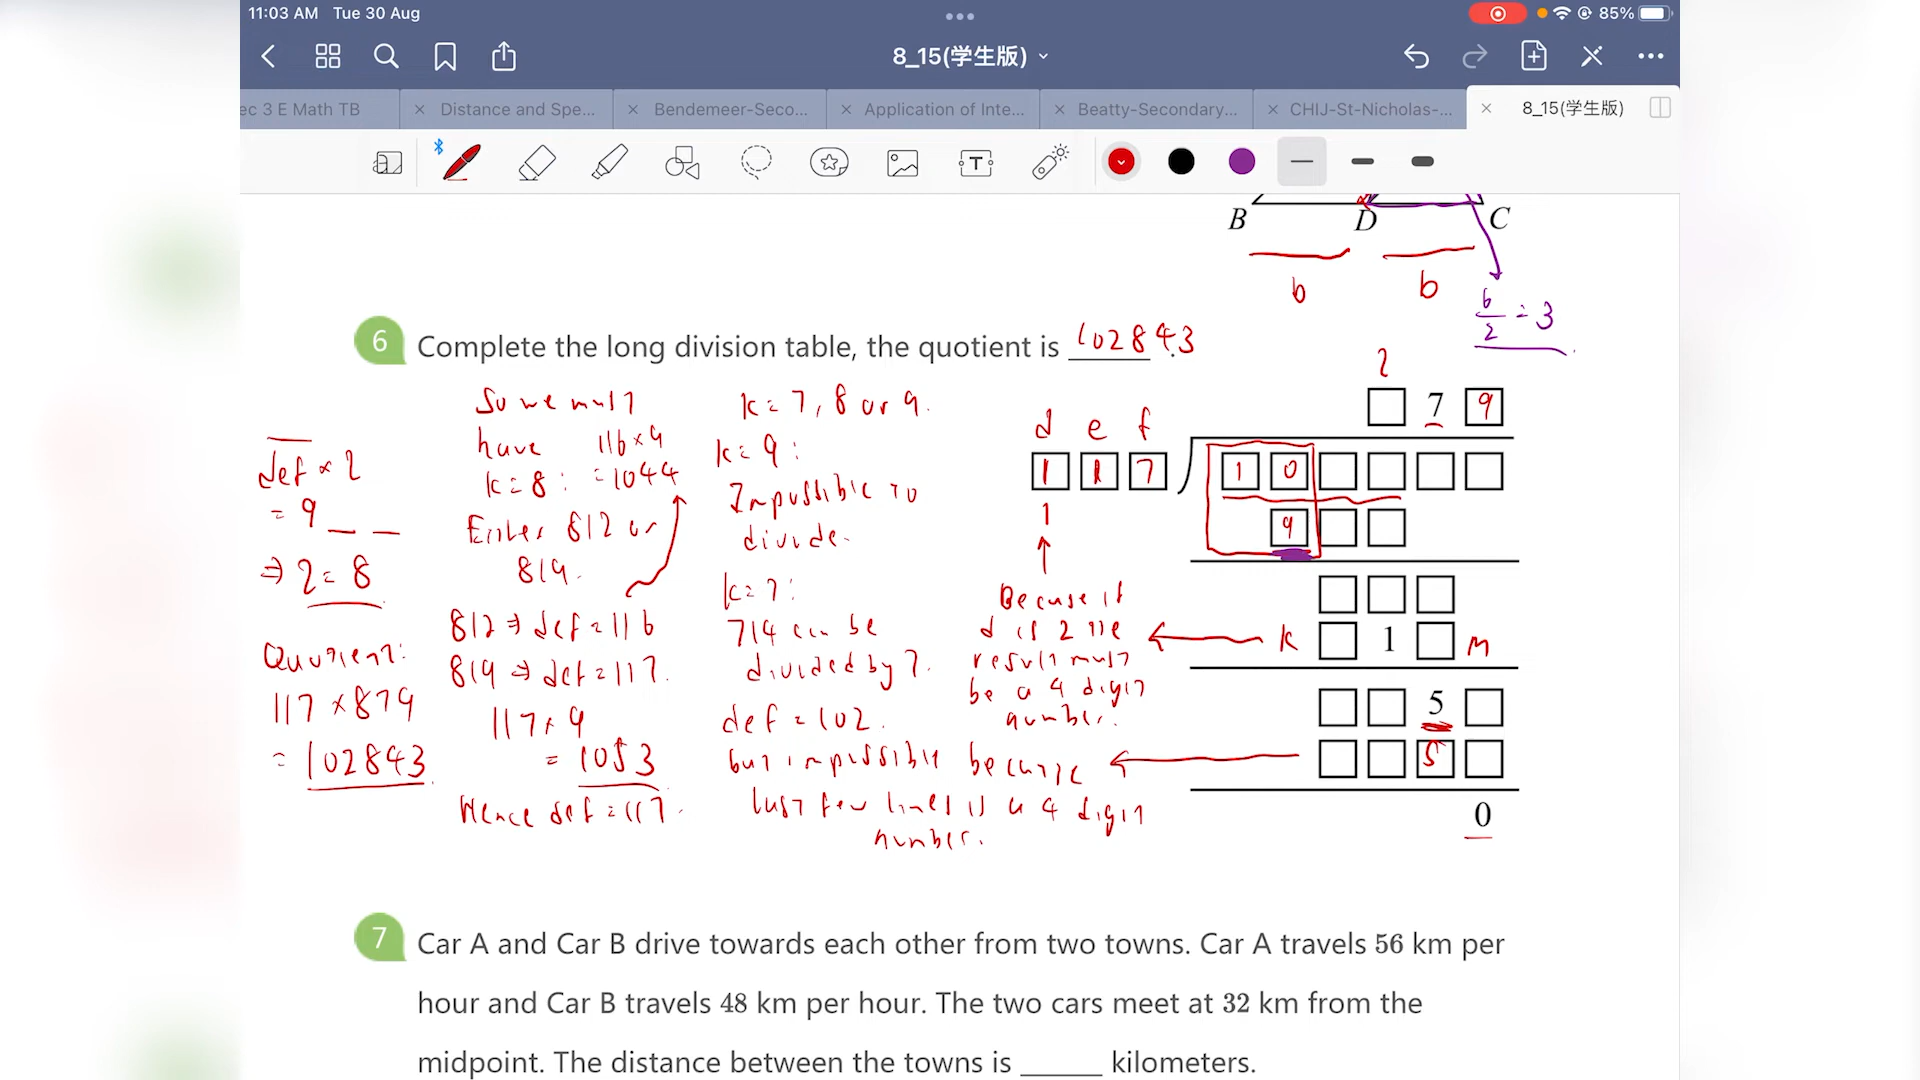 11:03 AM Tue 30 Aug
85%
8_15(学生版)
ec 3 E Math TB
Distance and Spe...
Bendemeer-Seco...
Application of Inte...
Beatty-Secondary...
CHIJ-St-Nicholas-...
8_15(学生版)
B D C
b b
6/2 = 3
6 Complete the long division table, the quotient is 102843.
2
7 9
d e f
1 1 7
1 0
9
k 1 m
5
5
0
1
def × 2
= 9 _ _
⇒ 2 = 8
Quotient:
117 × 879
= 102843
So we must
have 116×9
k = 8: = 1044
Either 812 or
819.
812 ⇒ def = 116
819 ⇒ def = 117.
117 × 9
= 1053
Hence def = 117.
k = 7, 8 or 9.
k = 9:
Impossible to
divide.
k = 7:
714 can be
divided by 7.
def = 102.
but impossible because
last few lines is a 4 digit
number.
Because if
d is 2 the
result must
be a 4 digit
number.
7 Car A and Car B drive towards each other from two towns. Car A travels 56 km per
hour and Car B travels 48 km per hour. The two cars meet at 32 km from the
midpoint. The distance between the towns is ______ kilometers.